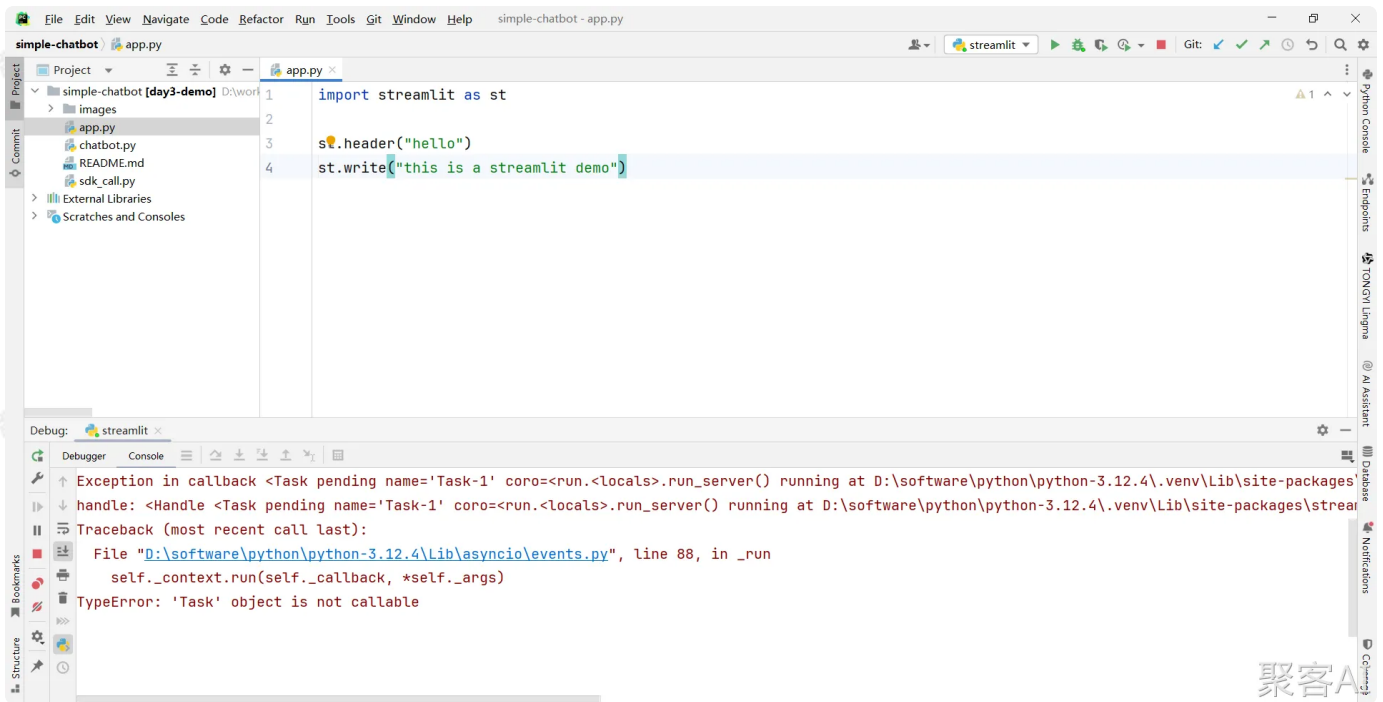 File Edit View Navigate Code Refactor Run Tools Git Window Help simple-chatbot - app.py
simple-chatbot app.py streamlit Git:
Project
Commit
Bookmarks
Structure
Project
simple-chatbot [day3-demo] D:\work
images
app.py
chatbot.py
README.md
sdk_call.py
External Libraries
Scratches and Consoles
app.py
1 import streamlit as st
2
3 st.header("hello")
4 st.write("this is a streamlit demo")
1
Python Console
Endpoints
TONGYI Lingma
AI Assistant
Database
Notifications
Coverage
Debug: streamlit
Debugger Console
Exception in callback <Task pending name='Task-1' coro=<run.<locals>.run_server() running at D:\software\python\python-3.12.4\.venv\Lib\site-packages\
handle: <Handle <Task pending name='Task-1' coro=<run.<locals>.run_server() running at D:\software\python\python-3.12.4\.venv\Lib\site-packages\strea
Traceback (most recent call last):
File "D:\software\python\python-3.12.4\Lib\asyncio\events.py", line 88, in _run
self._context.run(self._callback, *self._args)
TypeError: 'Task' object is not callable
聚客AI